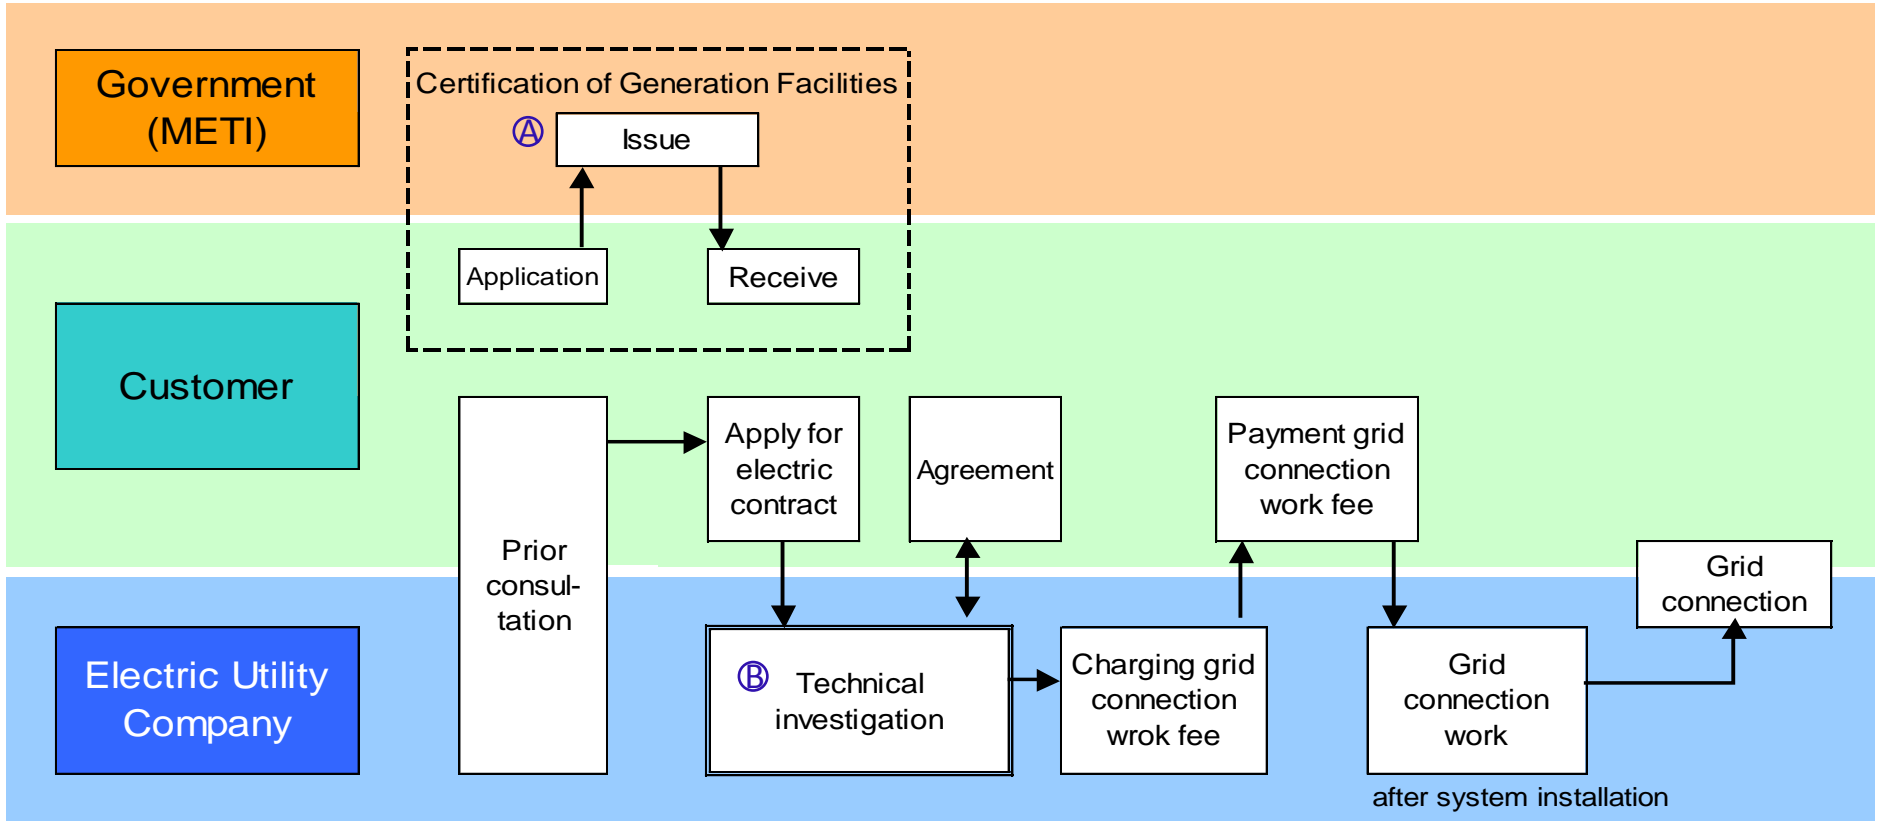 Government
(METI)
Certification of Generation Facilities
Ⓐ
Issue
Application
Receive
Customer
Prior
consul-
tation
Apply for
electric
contract
Agreement
Payment grid
connection
work fee
Grid
connection
Electric Utility
Company
Ⓑ
Technical
investigation
Charging grid
connection
wrok fee
Grid
connection
work
after system installation